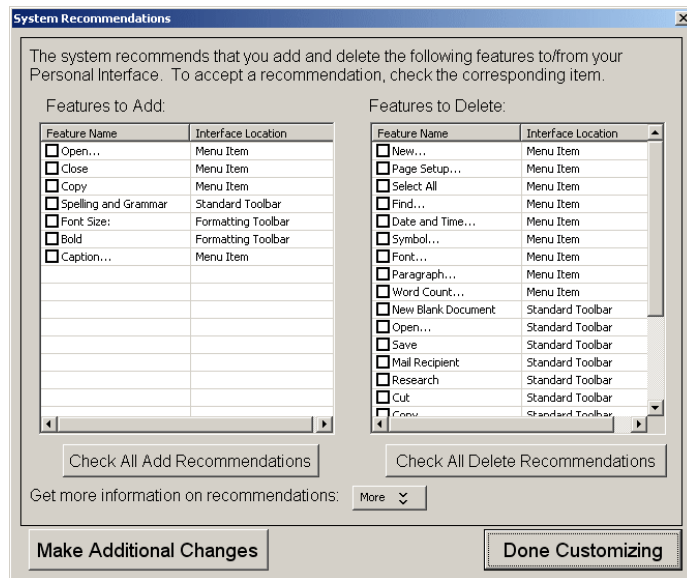 System Recommendations
The system recommends that you add and delete the following features to/from your
Personal Interface. To accept a recommendation, check the corresponding item.
Features to Add:
Feature Name Interface Location
Open... Menu Item
Close Menu Item
Copy Menu Item
Spelling and Grammar Standard Toolbar
Font Size: Formatting Toolbar
Bold Formatting Toolbar
Caption... Menu Item
Check All Add Recommendations
Features to Delete:
Feature Name Interface Location
New... Menu Item
Page Setup... Menu Item
Select All Menu Item
Find... Menu Item
Date and Time... Menu Item
Symbol... Menu Item
Font... Menu Item
Paragraph... Menu Item
Word Count... Menu Item
New Blank Document Standard Toolbar
Open... Standard Toolbar
Save Standard Toolbar
Mail Recipient Standard Toolbar
Research Standard Toolbar
Cut Standard Toolbar
Copy Standard Toolbar
Check All Delete Recommendations
Get more information on recommendations: More
Make Additional Changes
Done Customizing